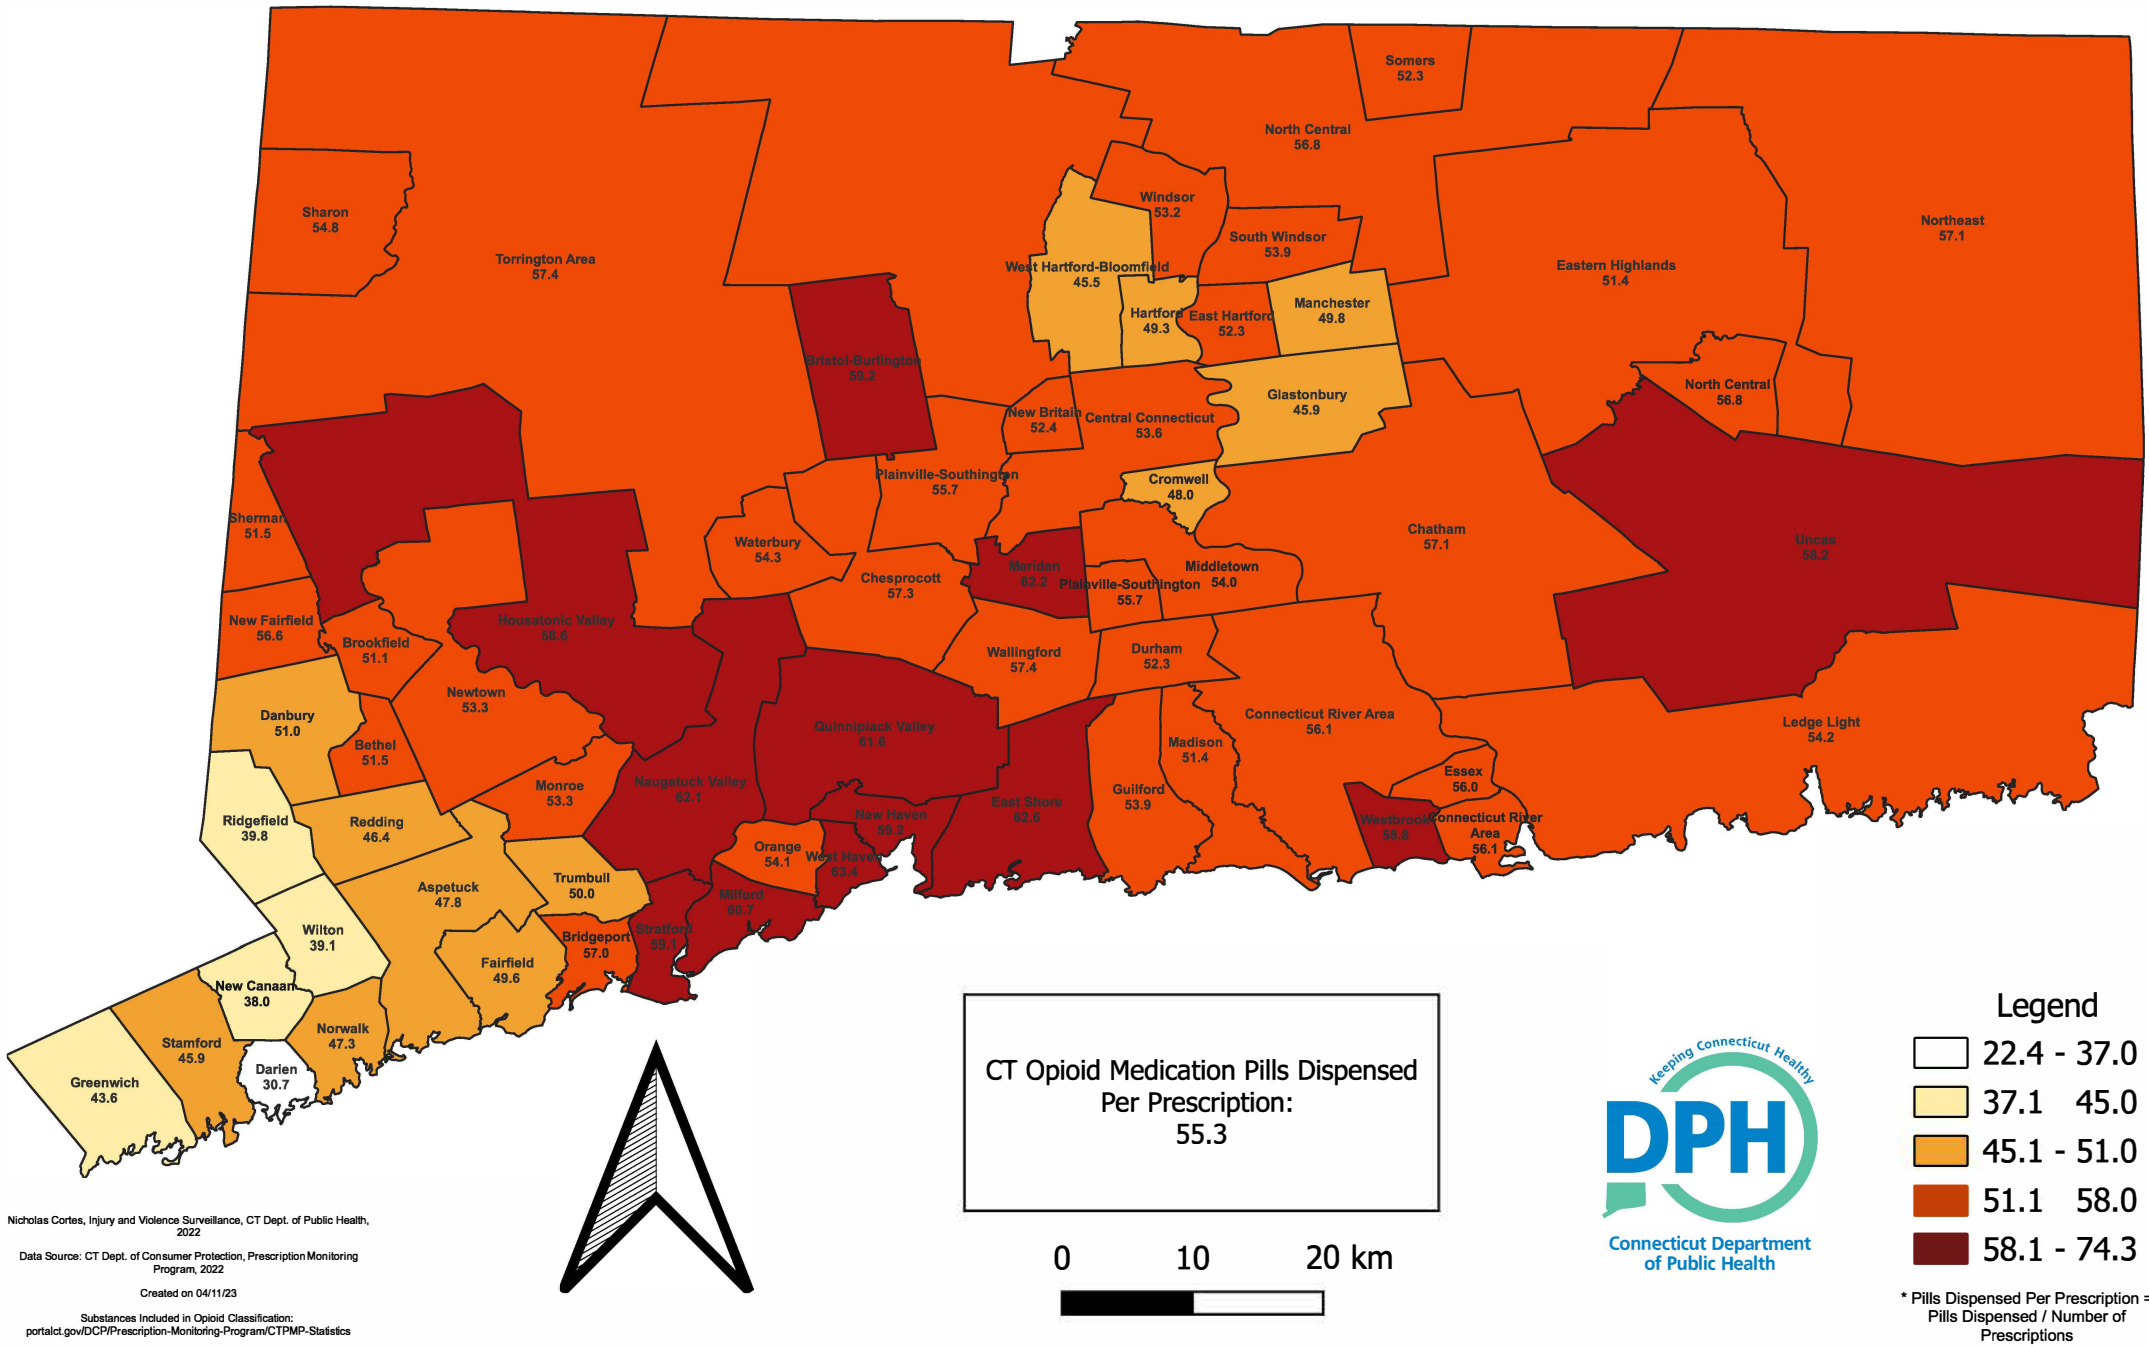 Somers
52.3
North Central
56.8
Sharon
54.8
Torrington Area
57.4
Windsor
53.2
South Windsor
53.9
Northeast
57.1
West Hartford-Bloomfield
45.5
Eastern Highlands
51.4
Hartford
49.3
East Hartford
52.3
Manchester
49.8
Bristol-Burlington
59.2
North Central
56.8
Glastonbury
45.9
New Britain
52.4
Central Connecticut
53.6
Plainville-Southington
55.7
Cromwell
48.0
Sherman
51.5
Waterbury
54.3
Chatham
57.1
Uncas
58.2
Chesprocott
57.3
Meriden
62.2
Middletown
54.0
Plainville-Southington
55.7
New Fairfield
56.6
Housatonic Valley
58.6
Brookfield
51.1
Wallingford
57.4
Durham
52.3
Newtown
53.3
Danbury
51.0
Bethel
51.5
Quinnipiack Valley
61.6
Connecticut River Area
56.1
Ledge Light
54.2
Madison
51.4
Essex
56.0
Monroe
53.3
Naugatuck Valley
62.1
Guilford
53.9
East Shore
62.6
New Haven
59.2
Westbrook
58.8
Connecticut River
Area
56.1
Ridgefield
39.8
Redding
46.4
Orange
54.1
West Haven
63.4
Trumbull
50.0
Aspetuck
47.8
Milford
60.7
Wilton
39.1
Bridgeport
57.0
Stratford
59.1
Fairfield
49.6
New Canaan
38.0
Norwalk
47.3
Stamford
45.9
Darien
30.7
Greenwich
43.6
CT Opioid Medication Pills Dispensed
Per Prescription:
55.3
0 10 20 km
Keeping Connecticut Healthy
DPH
Connecticut Department
of Public Health
Legend
22.4 - 37.0
37.1 45.0
45.1 - 51.0
51.1 58.0
58.1 - 74.3
* Pills Dispensed Per Prescription =
Pills Dispensed / Number of
Prescriptions
Nicholas Cortes, Injury and Violence Surveillance, CT Dept. of Public Health,
2022
Data Source: CT Dept. of Consumer Protection, Prescription Monitoring
Program, 2022
Created on 04/11/23
Substances Included in Opioid Classification:
portalct.gov/DCP/Prescription-Monitoring-Program/CTPMP-Statistics